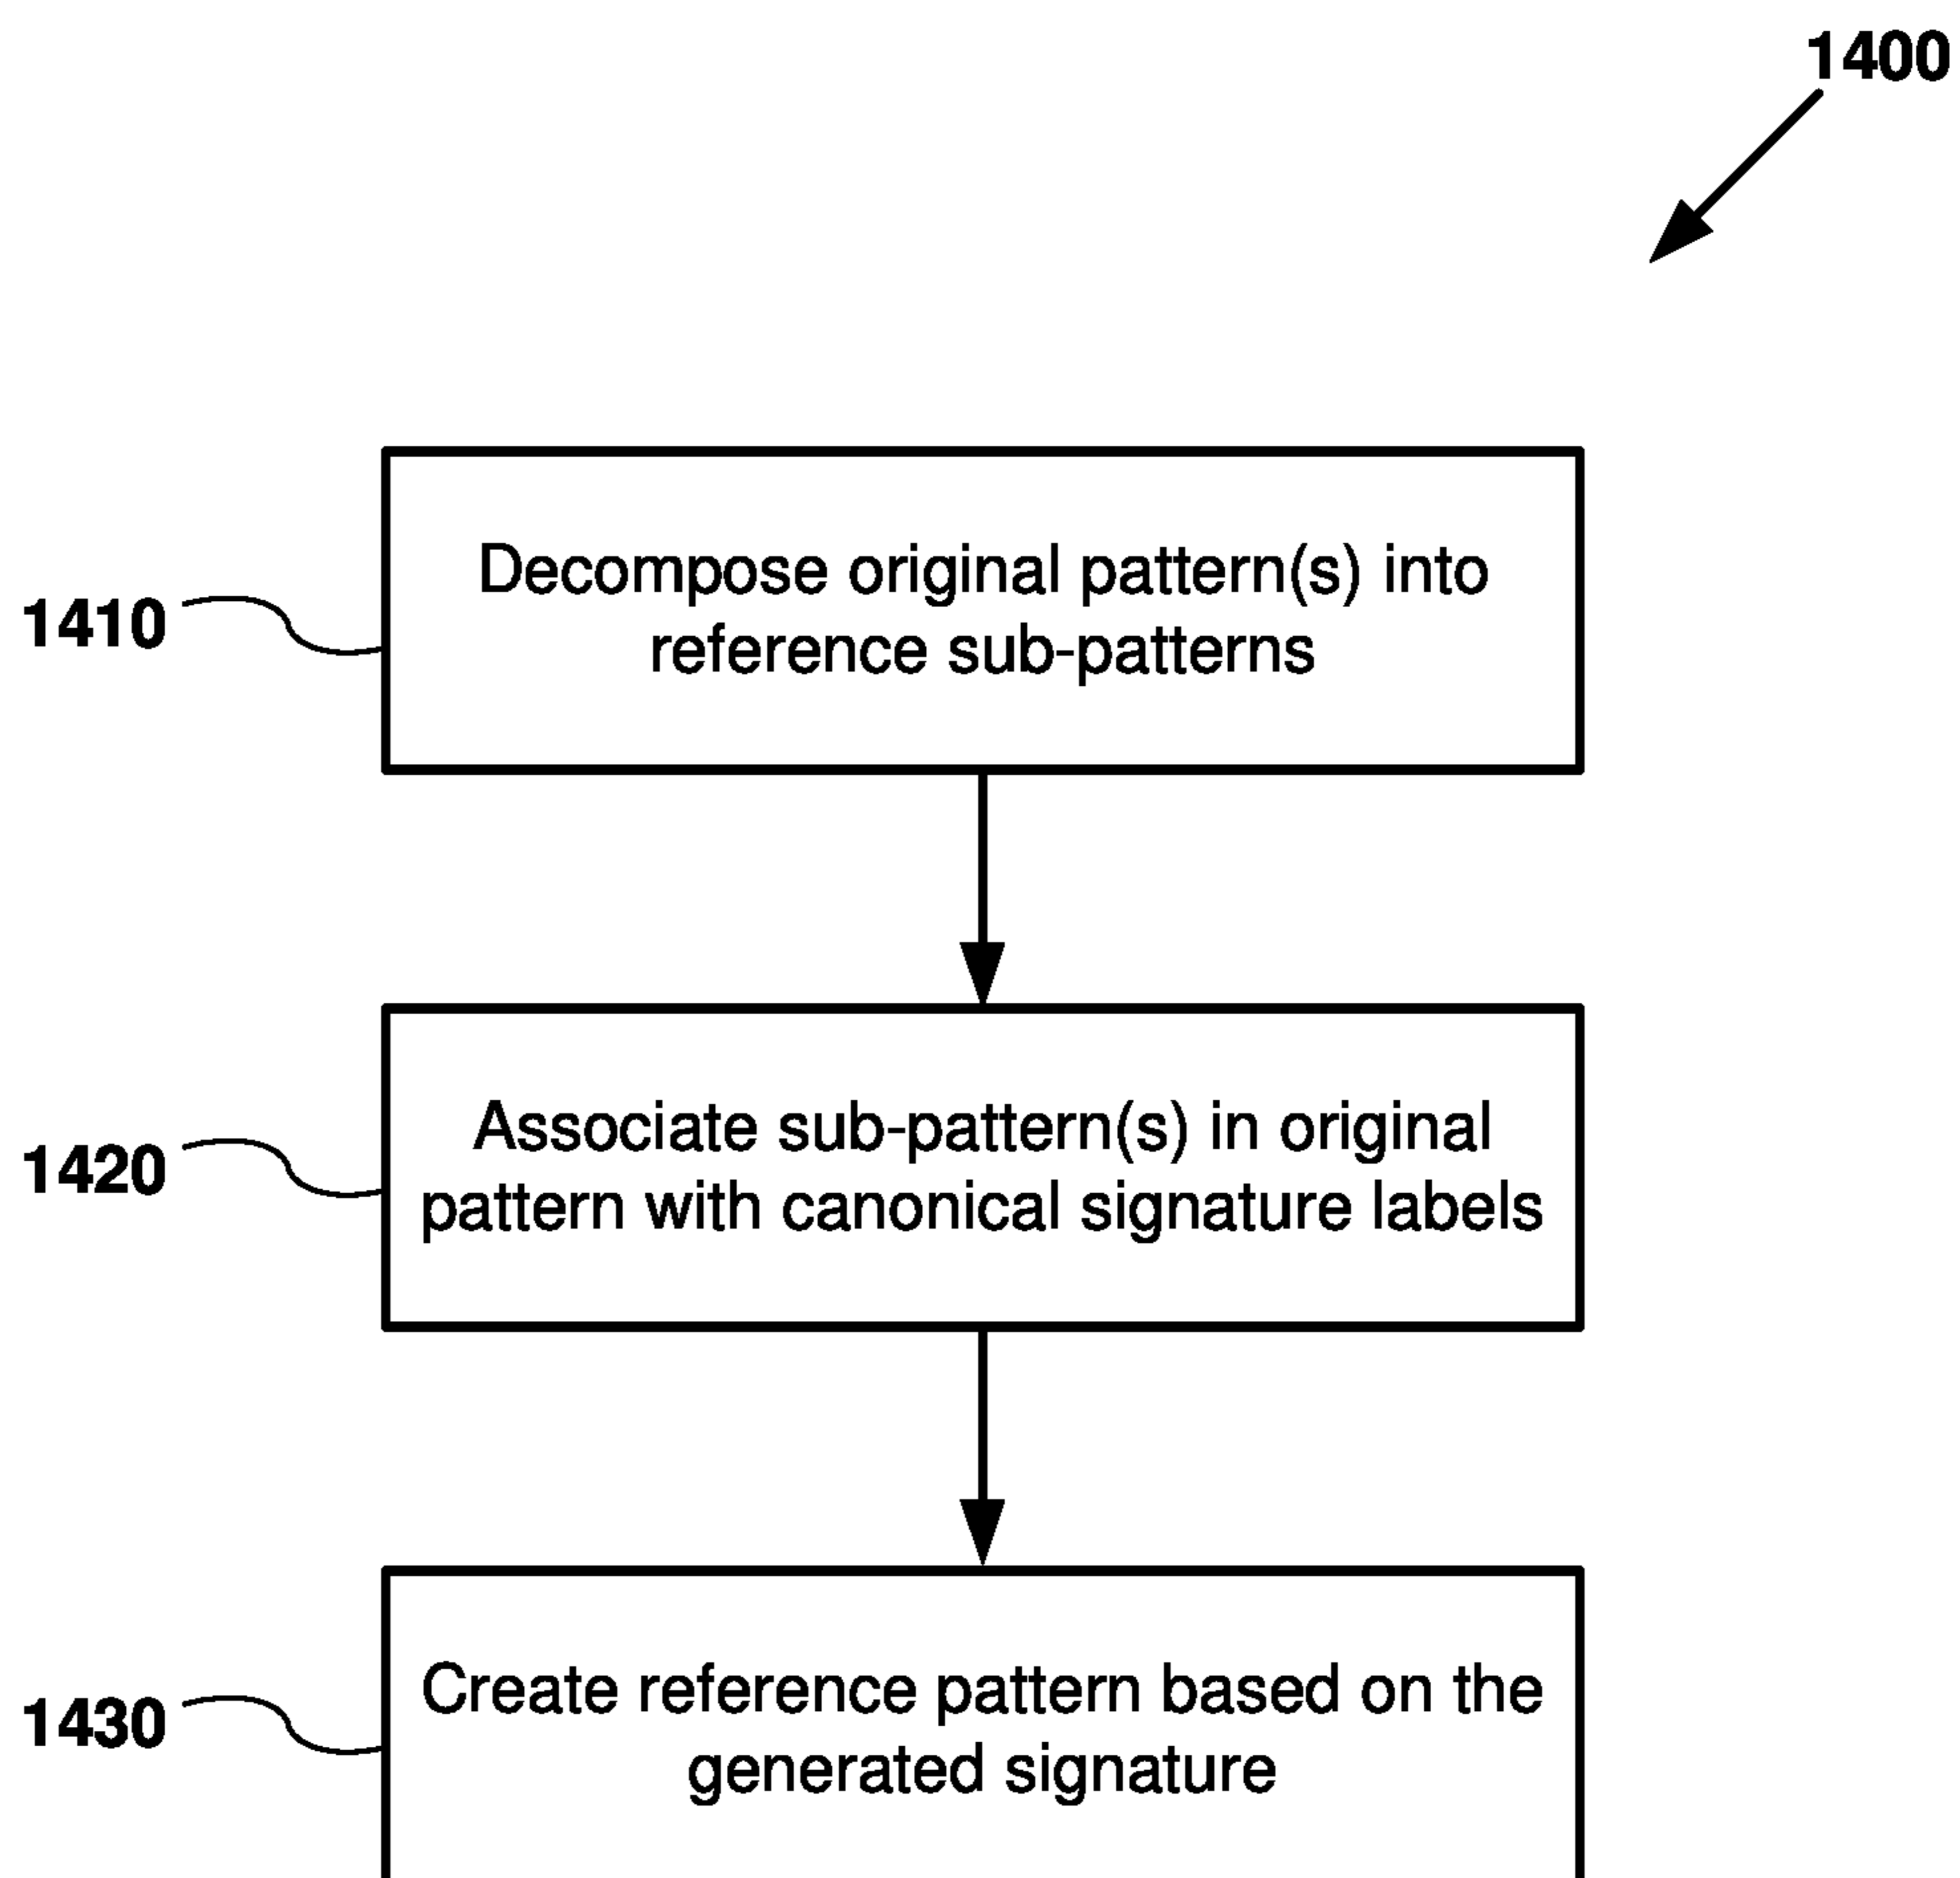 1400
Decompose original pattern(s) into
reference sub-patterns
1410
Associate sub-pattern(s) in original
pattern with canonical signature labels
1420
Create reference pattern based on the
generated signature
1430